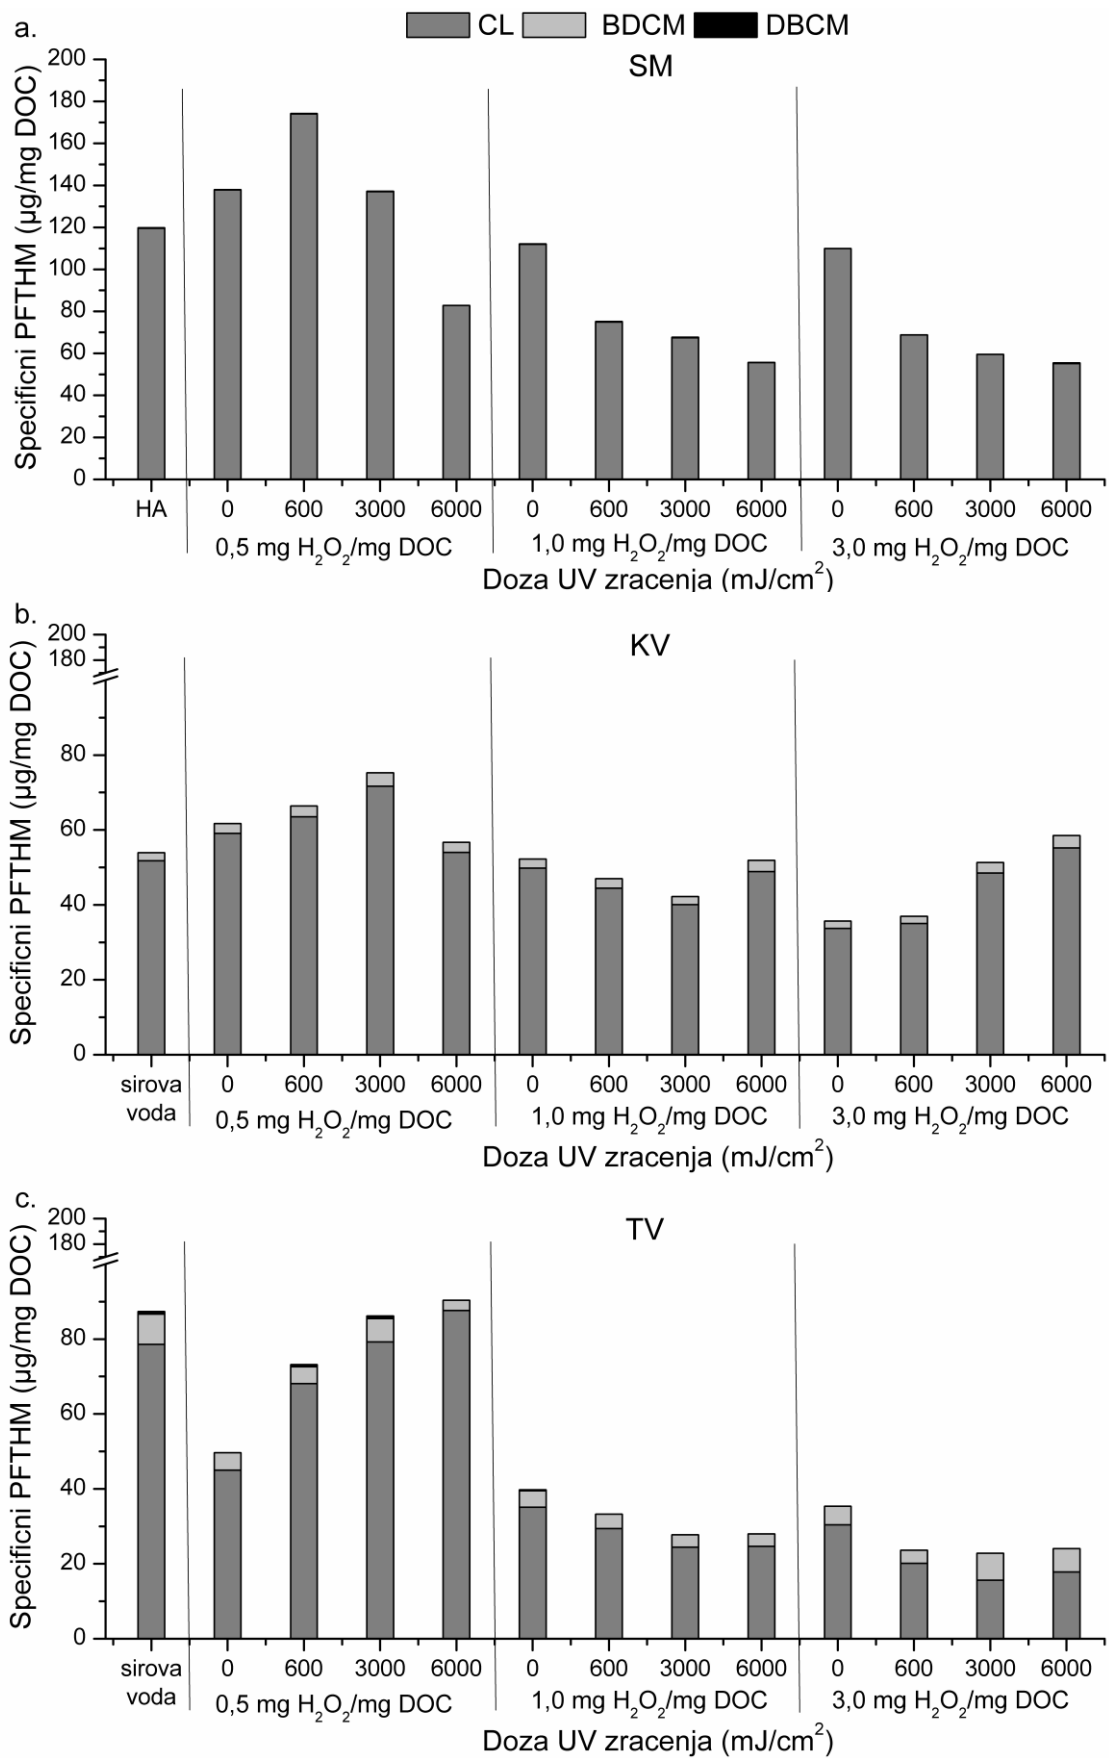 CL BDCM DBCM
a.
SM
Specificni PFTHM (µg/mg DOC)
200
180
160
140
120
100
80
60
40
20
0
HA 0 600 3000 6000 0 600 3000 6000 0 600 3000 6000
0,5 mg H₂O₂/mg DOC 1,0 mg H₂O₂/mg DOC 3,0 mg H₂O₂/mg DOC
Doza UV zracenja (mJ/cm²)
b.
KV
Specificni PFTHM (µg/mg DOC)
200
180
80
60
40
20
0
sirova 0 600 3000 6000 0 600 3000 6000 0 600 3000 6000
voda 0,5 mg H₂O₂/mg DOC 1,0 mg H₂O₂/mg DOC 3,0 mg H₂O₂/mg DOC
Doza UV zracenja (mJ/cm²)
c.
TV
Specificni PFTHM (µg/mg DOC)
200
180
80
60
40
20
0
sirova 0 600 3000 6000 0 600 3000 6000 0 600 3000 6000
voda 0,5 mg H₂O₂/mg DOC 1,0 mg H₂O₂/mg DOC 3,0 mg H₂O₂/mg DOC
Doza UV zracenja (mJ/cm²)